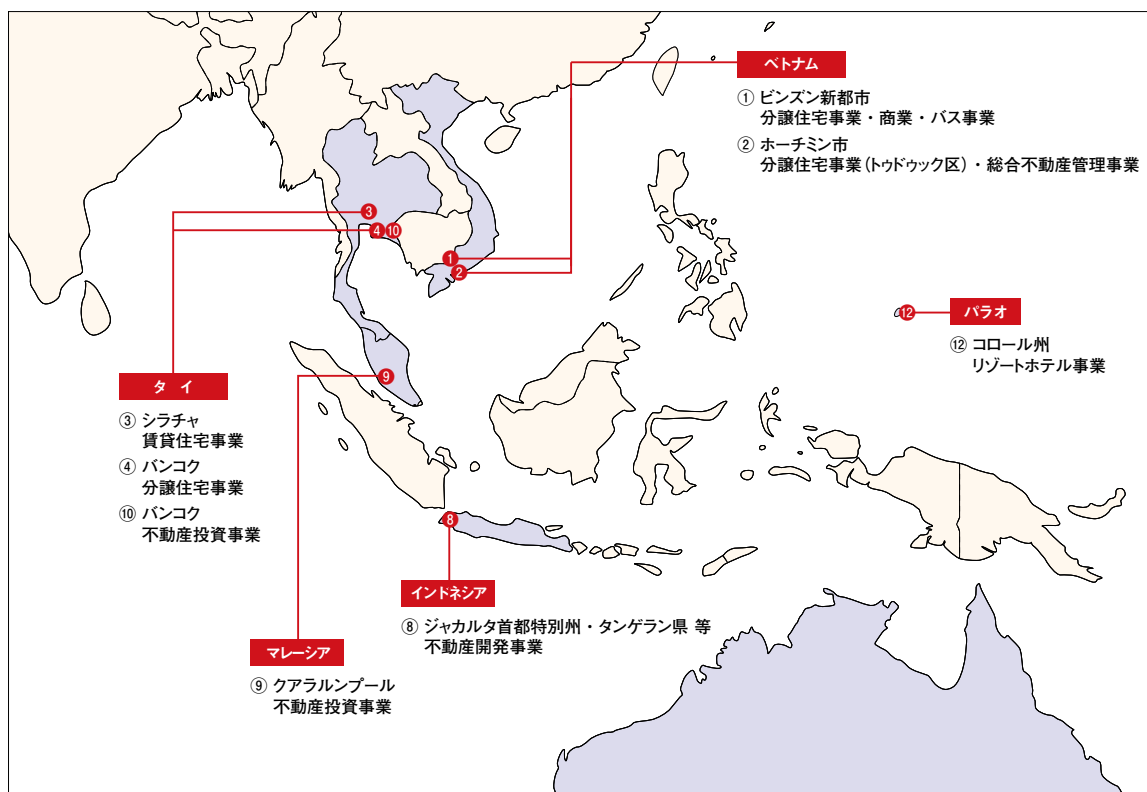 ベトナム
① ビンズン新都市
分譲住宅事業・商業・バス事業
② ホーチミン市
分譲住宅事業(トゥドゥック区)・総合不動産管理事業
3
4
10
1
2
12
パラオ
⑫ コロール州
リゾートホテル事業
9
タ イ
③ シラチャ
賃貸住宅事業
④ バンコク
分譲住宅事業
⑩ バンコク
不動産投資事業
8
インドネシア
⑧ ジャカルタ首都特別州・タンゲラン県 等
不動産開発事業
マレーシア
⑨ クアラルンプール
不動産投資事業